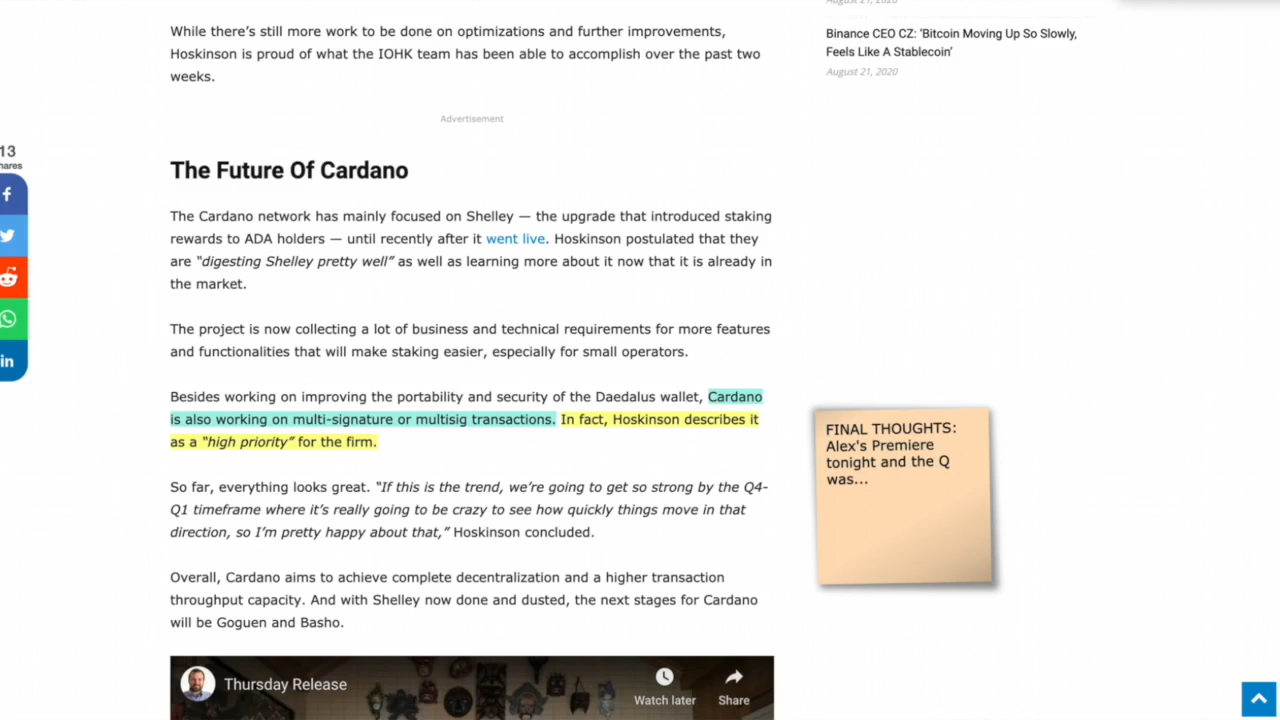 While there’s still more work to be done on optimizations and further improvements,
Hoskinson is proud of what the IOHK team has been able to accomplish over the past two
weeks.
Advertisement
The Future Of Cardano
The Cardano network has mainly focused on Shelley — the upgrade that introduced staking
rewards to ADA holders — until recently after it went live. Hoskinson postulated that they
are “digesting Shelley pretty well” as well as learning more about it now that it is already in
the market.
The project is now collecting a lot of business and technical requirements for more features
and functionalities that will make staking easier, especially for small operators.
Besides working on improving the portability and security of the Daedalus wallet, Cardano
is also working on multi-signature or multisig transactions. In fact, Hoskinson describes it
as a “high priority” for the firm.
So far, everything looks great. “If this is the trend, we’re going to get so strong by the Q4-
Q1 timeframe where it’s really going to be crazy to see how quickly things move in that
direction, so I’m pretty happy about that,” Hoskinson concluded.
Overall, Cardano aims to achieve complete decentralization and a higher transaction
throughput capacity. And with Shelley now done and dusted, the next stages for Cardano
will be Goguen and Basho.
Thursday Release
Watch later
Share
13
hares
in
August 21, 2020
Binance CEO CZ: ‘Bitcoin Moving Up So Slowly,
Feels Like A Stablecoin’
August 21, 2020
FINAL THOUGHTS:
Alex's Premiere
tonight and the Q
was...